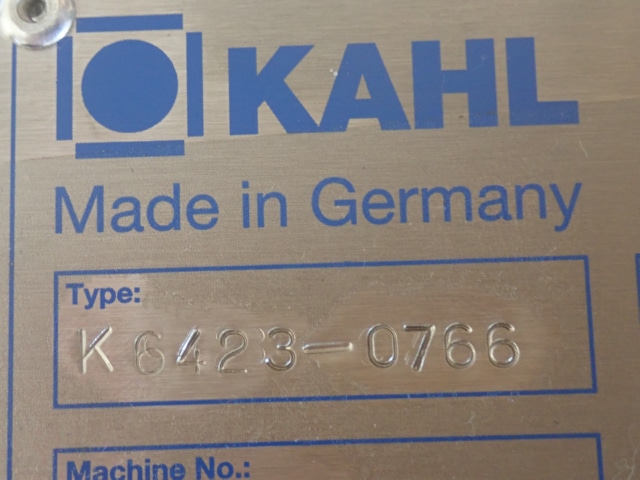 KAHL
Made in Germany
Type:
K 6423-0766
Machine No.: